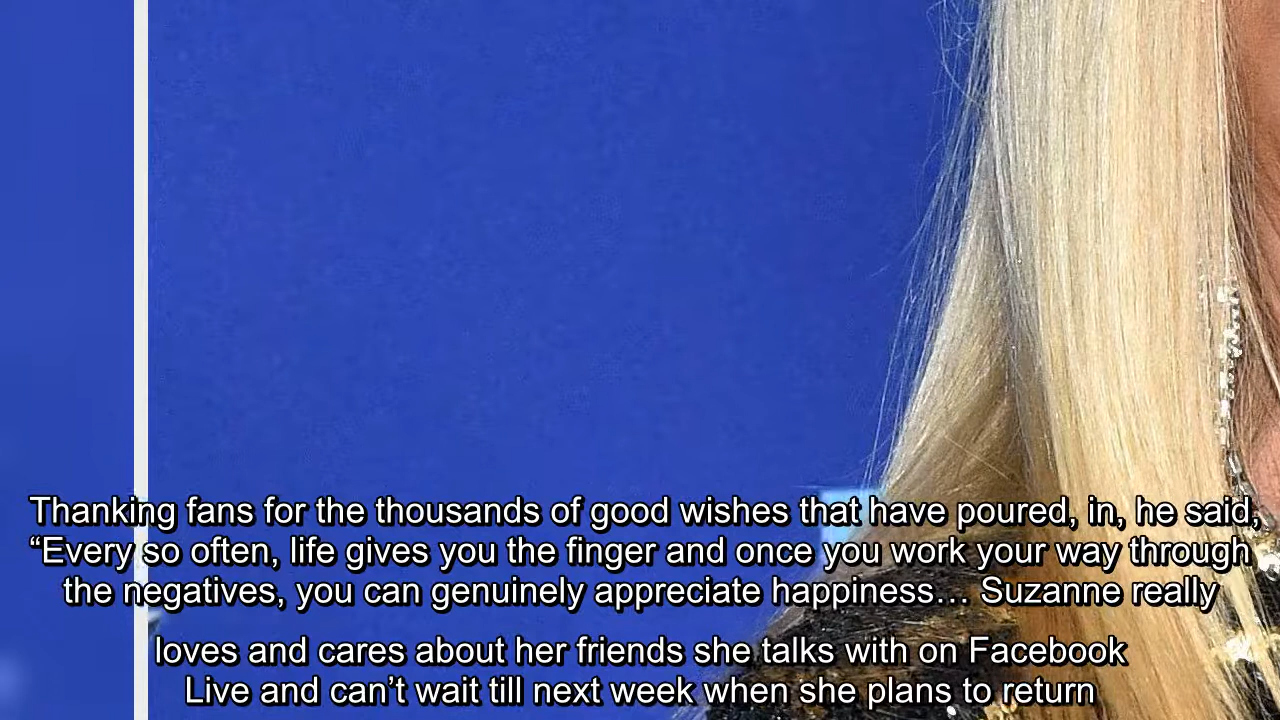 Thanking fans for the thousands of good wishes that have poured, in, he said,
“Every so often, life gives you the finger and once you work your way through
the negatives, you can genuinely appreciate happiness… Suzanne really
loves and cares about her friends she talks with on Facebook
Live and can’t wait till next week when she plans to return